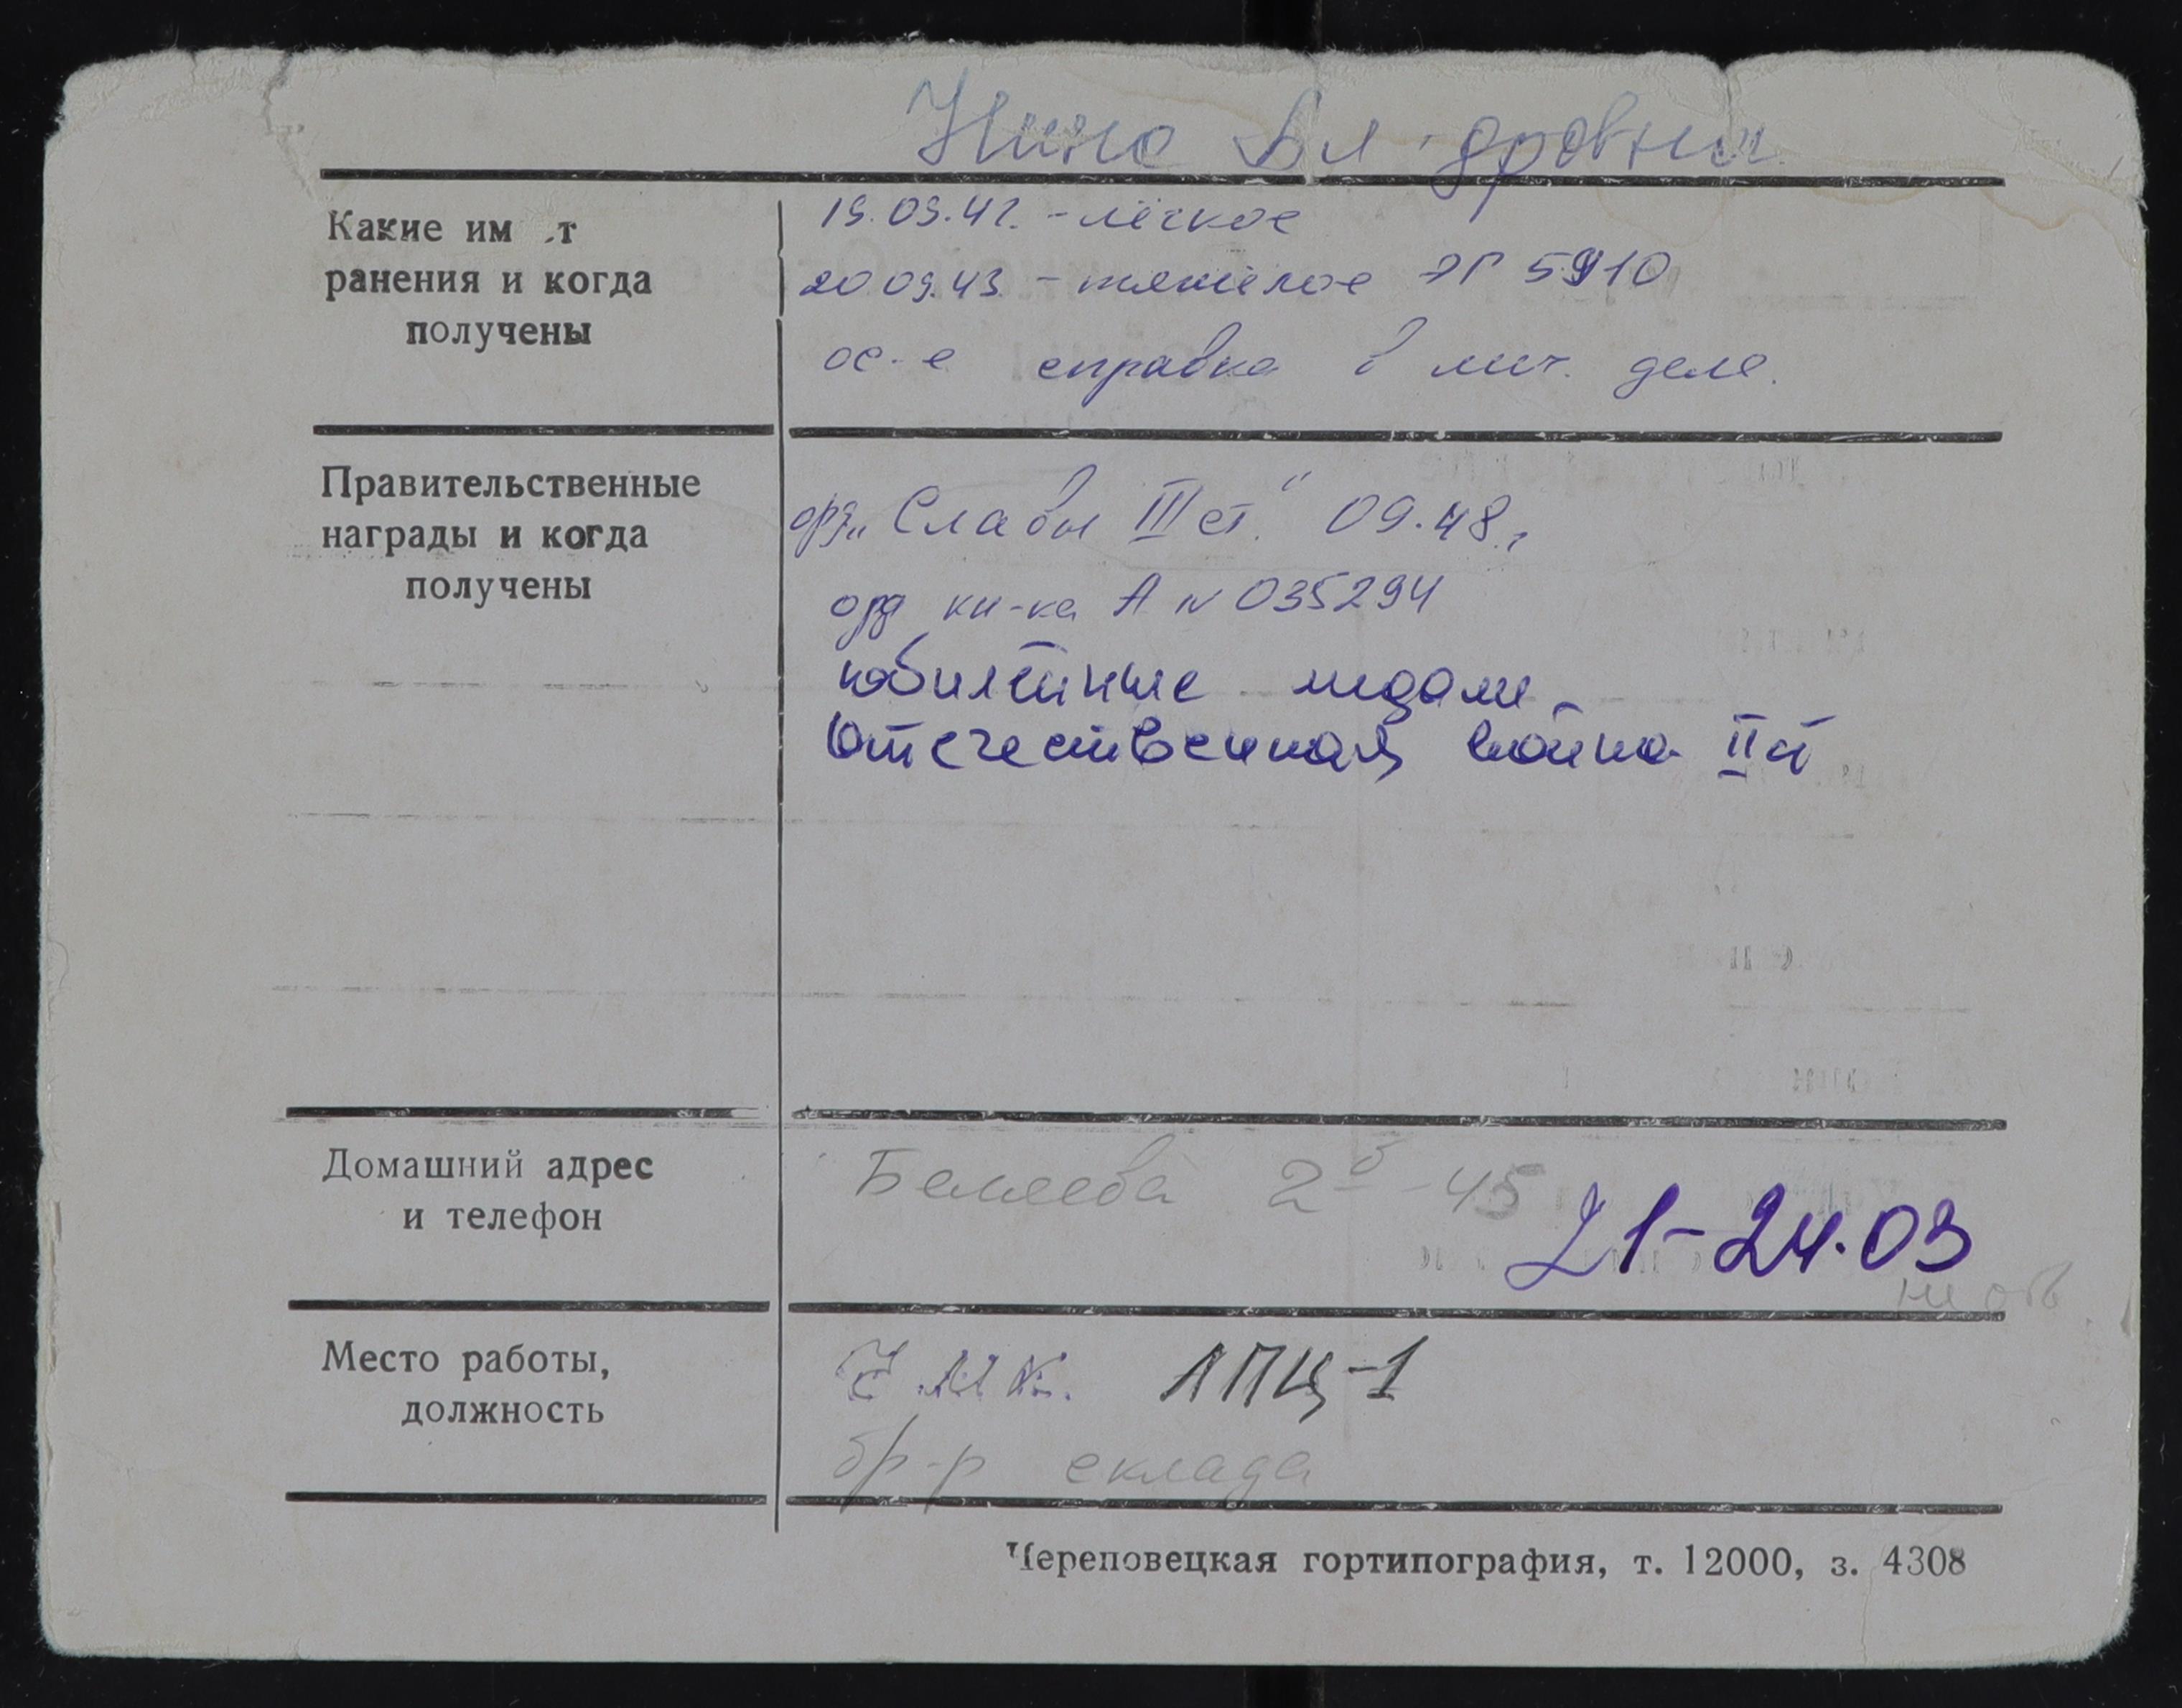 Нина Ал-дровна
Какие им т
ранения и когда
получены
19.09.42. - лёгкое
20.09.43 - тяжёлое ЭГ 5910
ос-е справка в лич. деле.
Правительственные
награды и когда
получены
орд „Славы III ст." 09.48 г
орд кн-ка А № 035294
юбилейные медали
Отечественная война II ст
Домашний адрес
и телефон
Беляева 2б - 45
21-24.03
Место работы,
должность
ЧМК. ЛПЦ-1
бр-р склада
Череповецкая гортипография, т. 12000, з. 4308